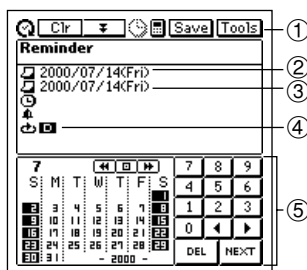 Clr Save Tools ①
Reminder
2000/07/14(Fri) ②
2000/07/14(Fri) ③
D ④
7
S M T W T F S
1
2 3 4 5 6 7 8
9 10 11 12 13 14 15
16 17 18 19 20 21 22
23 24 25 26 27 28 29
30 31 - 2000 -
7 8 9
4 5 6
1 2 3
0
DEL NEXT
⑤